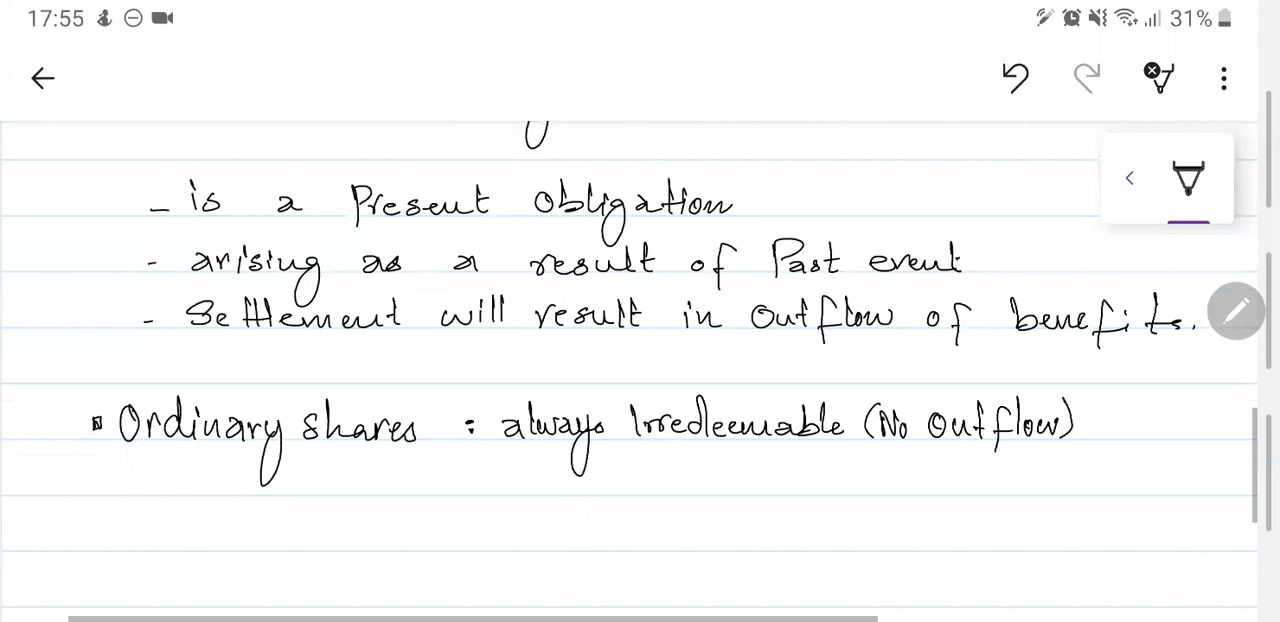 17:55 31%
- is a Present obligation
- arising as a result of Past event
- Settlement will result in outflow of benefits.
Ordinary shares : always Irredeemable (No outflow)